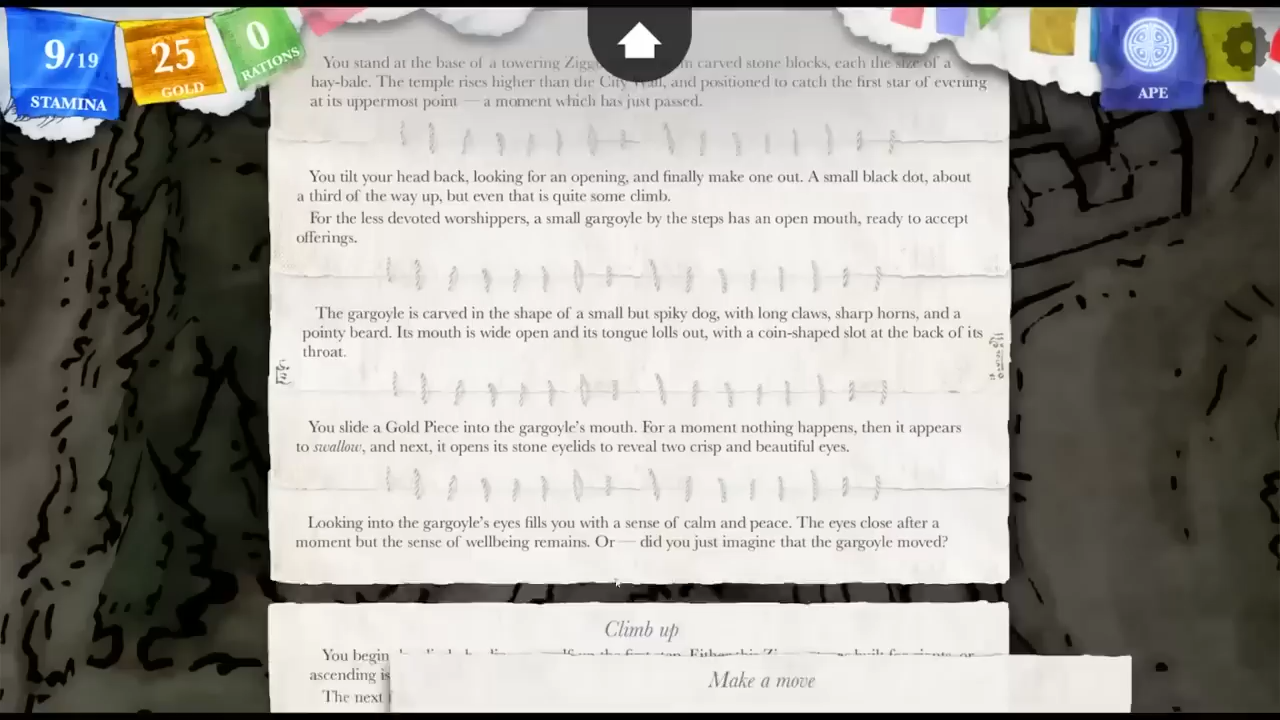 9/19
STAMINA
25
GOLD
0
RATIONS
APE
You stand at the base of a towering carved stone blocks, each the size of a
hay-bale. The temple rises higher than the City Wall, and positioned to catch the first star of evening
at its uppermost point — a moment which has just passed.
You tilt your head back, looking for an opening, and finally make one out. A small black dot, about
a third of the way up, but even that is quite some climb.
For the less devoted worshippers, a small gargoyle by the steps has an open mouth, ready to accept
offerings.
The gargoyle is carved in the shape of a small but spiky dog, with long claws, sharp horns, and a
pointy beard. Its mouth is wide open and its tongue lolls out, with a coin-shaped slot at the back of its
throat.
You slide a Gold Piece into the gargoyle's mouth. For a moment nothing happens, then it appears
to swallow, and next, it opens its stone eyelids to reveal two crisp and beautiful eyes.
Looking into the gargoyle's eyes fills you with a sense of calm and peace. The eyes close after a
moment but the sense of wellbeing remains. Or — did you just imagine that the gargoyle moved?
Climb up
You begin
ascending is
The next
Make a move